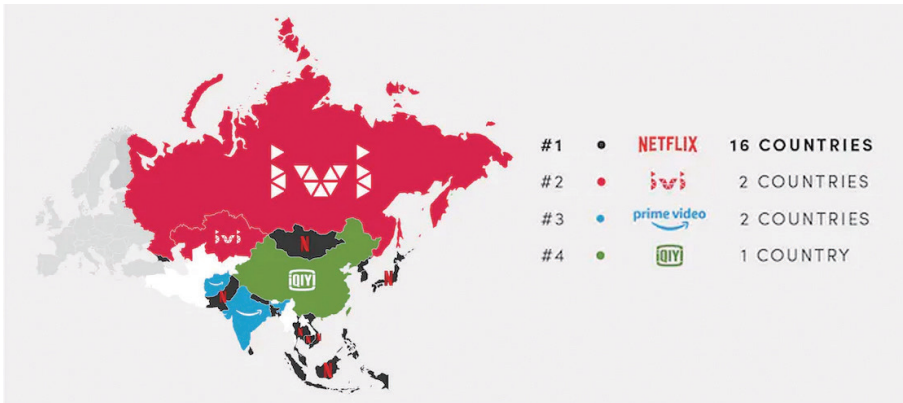 ivi
ivi
N
iQIYI
N
N
N
N
N
N
#1 NETFLIX 16 COUNTRIES
#2 ivi 2 COUNTRIES
#3 prime video 2 COUNTRIES
#4 iQIYI 1 COUNTRY